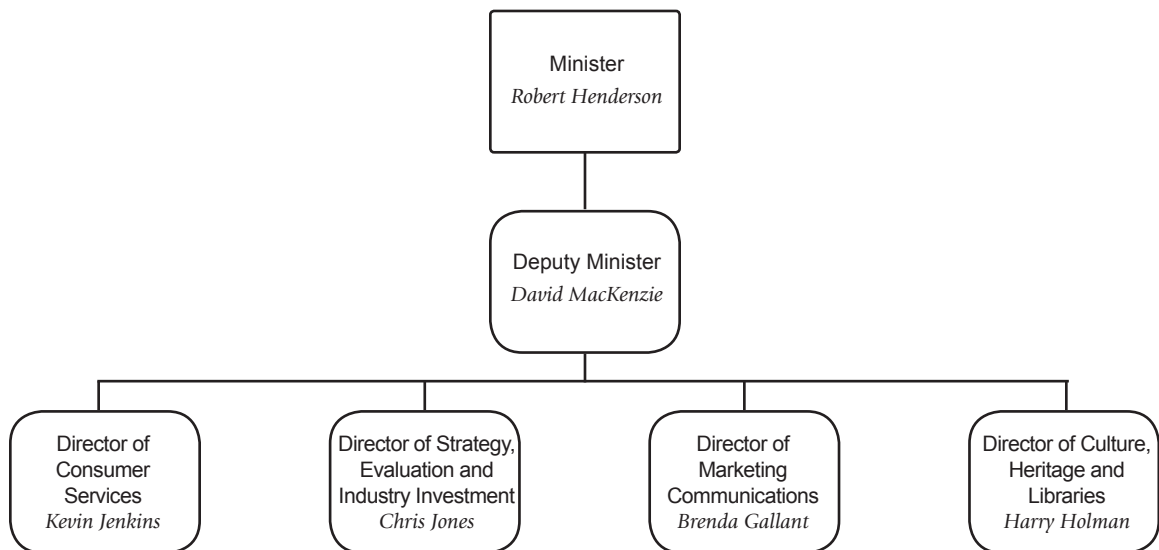 Minister
Robert Henderson
Deputy Minister
David MacKenzie
Director of
Consumer
Services
Kevin Jenkins
Director of Strategy,
Evaluation and
Industry Investment
Chris Jones
Director of
Marketing
Communications
Brenda Gallant
Director of Culture,
Heritage and
Libraries
Harry Holman